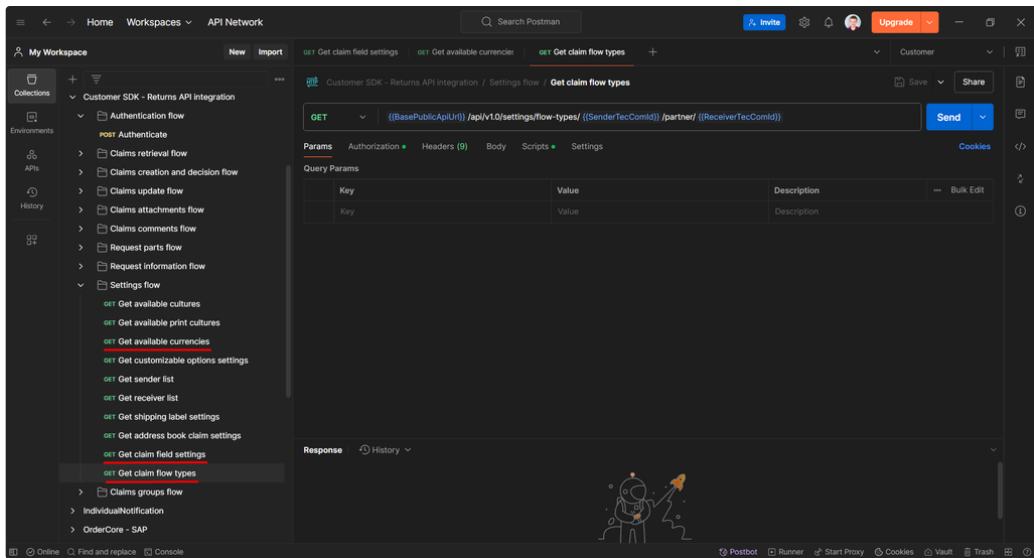 Home Workspaces API Network Search Postman Invite Upgrade
My Workspace New Import GET Get claim field settings GET Get available currencies GET Get claim flow types Customer
Collections
Environments
APIs
History
Customer SDK - Returns API integration
Authentication flow
POST Authenticate
Claims retrieval flow
Claims creation and decision flow
Claims update flow
Claims attachments flow
Claims comments flow
Request parts flow
Request information flow
Settings flow
GET Get available cultures
GET Get available print cultures
GET Get available currencies
GET Get customizable options settings
GET Get sender list
GET Get receiver list
GET Get shipping label settings
GET Get address book claim settings
GET Get claim field settings
GET Get claim flow types
Claims groups flow
IndividualNotification
OrderCore - SAP
HTTP Customer SDK - Returns API integration / Settings flow / Get claim flow types Save Share
GET {{BasePublicApiUrl}} /api/v1.0/settings/flow-types/ {{SenderTecComId}} /partner/ {{ReceiverTecComId}} Send
Params Authorization Headers (9) Body Scripts Settings Cookies
Query Params
Key Value Description Bulk Edit
Key Value Description
Response History
Online Find and replace Console Postbot Runner Start Proxy Cookies Vault Trash